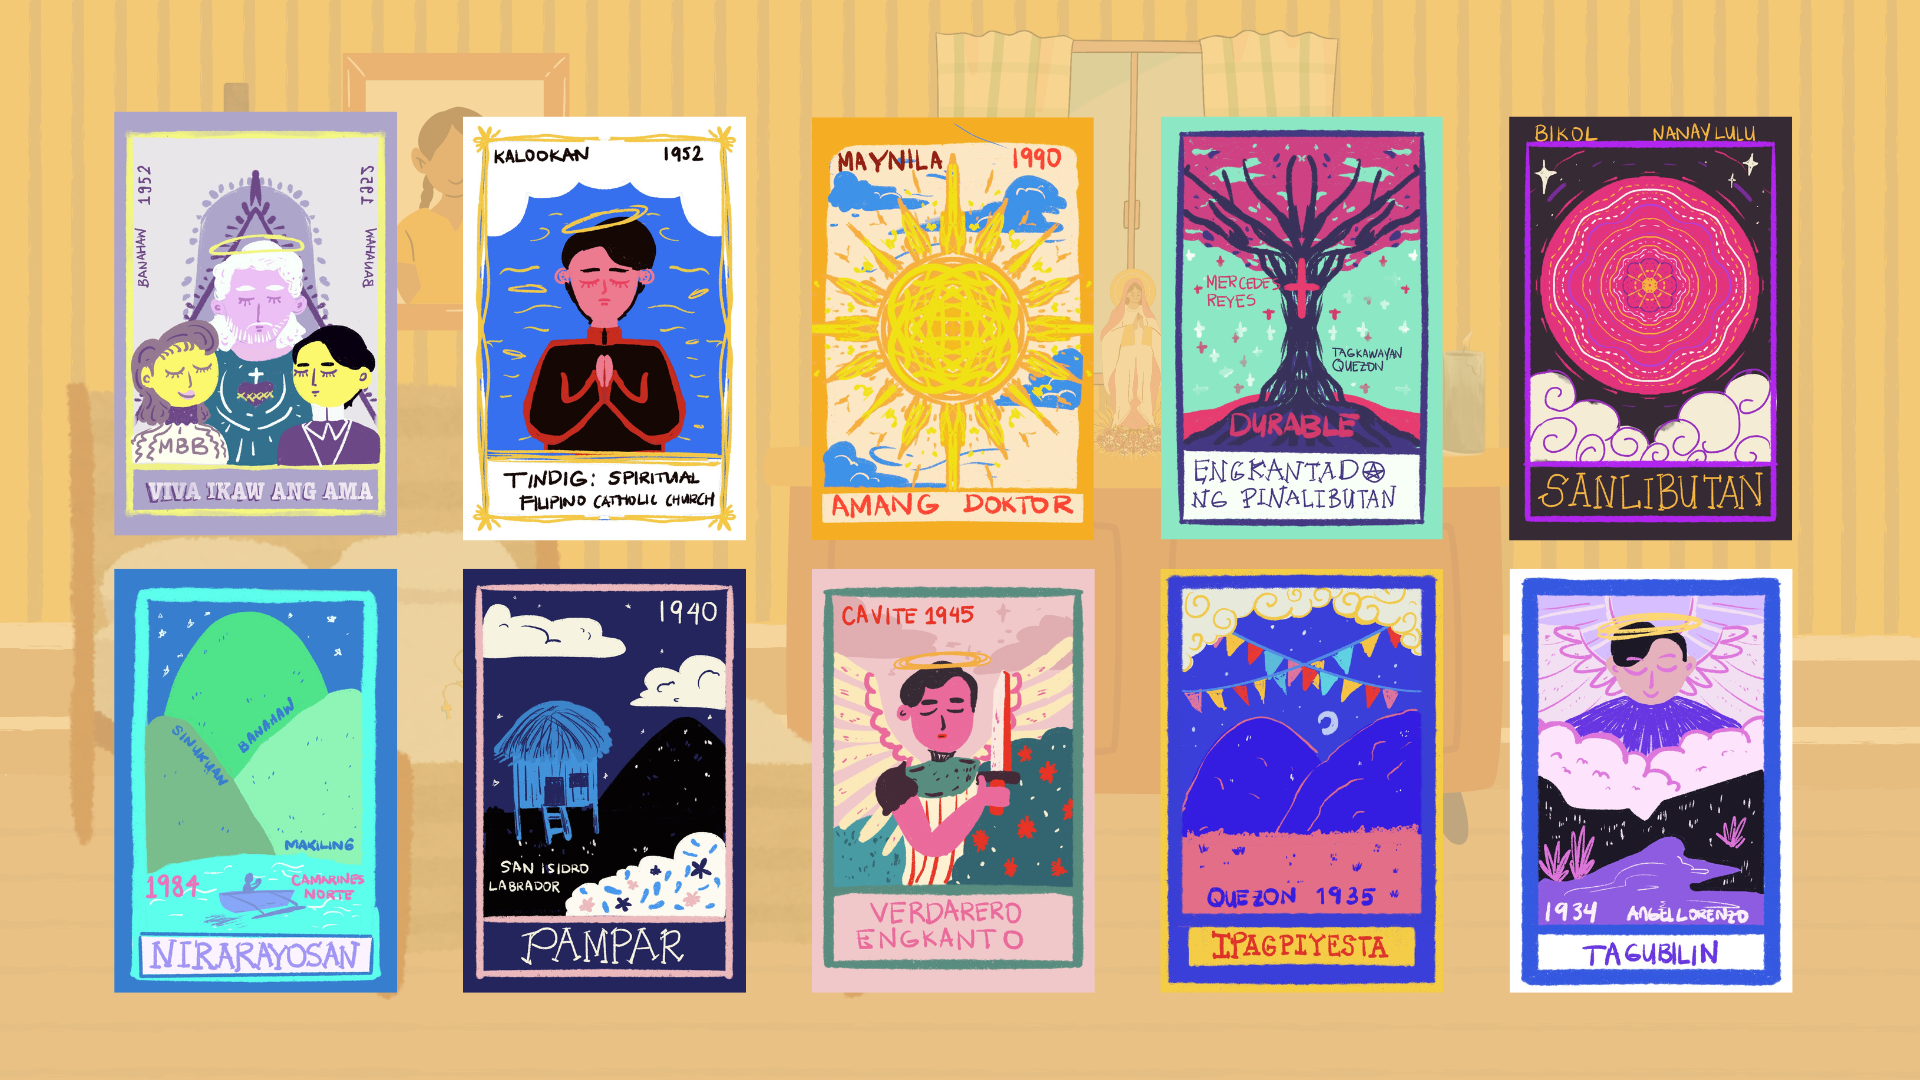 1952
1952
BANAHAW
BANAHAW
MBB
VIVA IKAW ANG AMA
KALOOKAN 1952
TINDIG: SPIRITUAL
FILIPINO CATHOLIC CHURCH
MAYNILA 1990
AMANG DOKTOR
MERCEDES
REYES
TAGKAWAYAN
QUEZON
DURABLE
ENGKANTADO
NG PINALIBUTAN
BIKOL NANAY LULU
SANLIBUTAN
SINUKUAN
BANAHAW
MAKILING
1984
CAMARINES
NORTE
NIRARAYOSAN
1940
SAN ISIDRO
LABRADOR
PAMPAR
CAVITE 1945
VERDARERO
ENGKANTO
QUEZON 1935
IPAGPIYESTA
1934 ANGEL LORENZO
TAGUBILIN